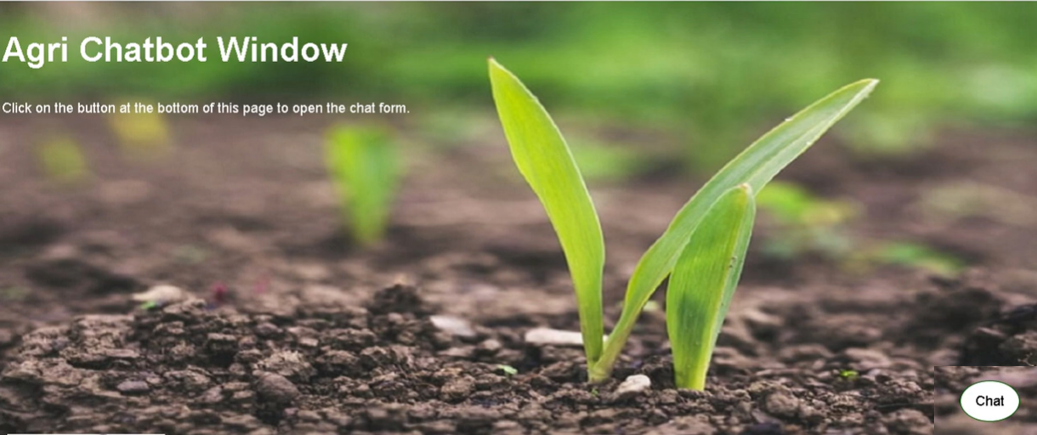 Agri Chatbot Window
Click on the button at the bottom of this page to open the chat form.
Chat